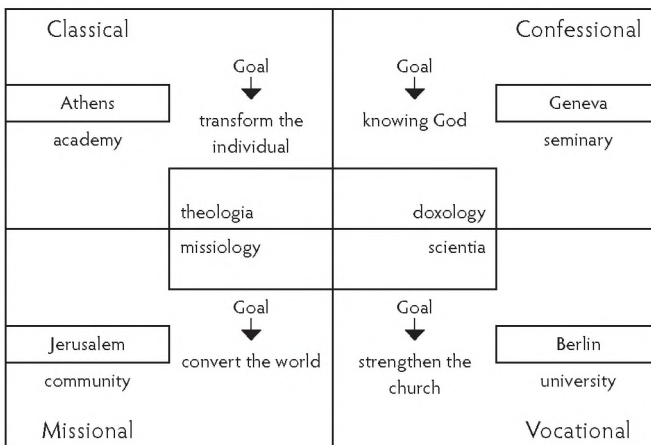 Classical
Confessional
Goal
Goal
Athens
Geneva
transform the
individual
knowing God
academy
seminary
theologia
doxology
missiology
scientia
Goal
Goal
Jerusalem
Berlin
convert the world
strengthen the
church
community
university
Missional
Vocational